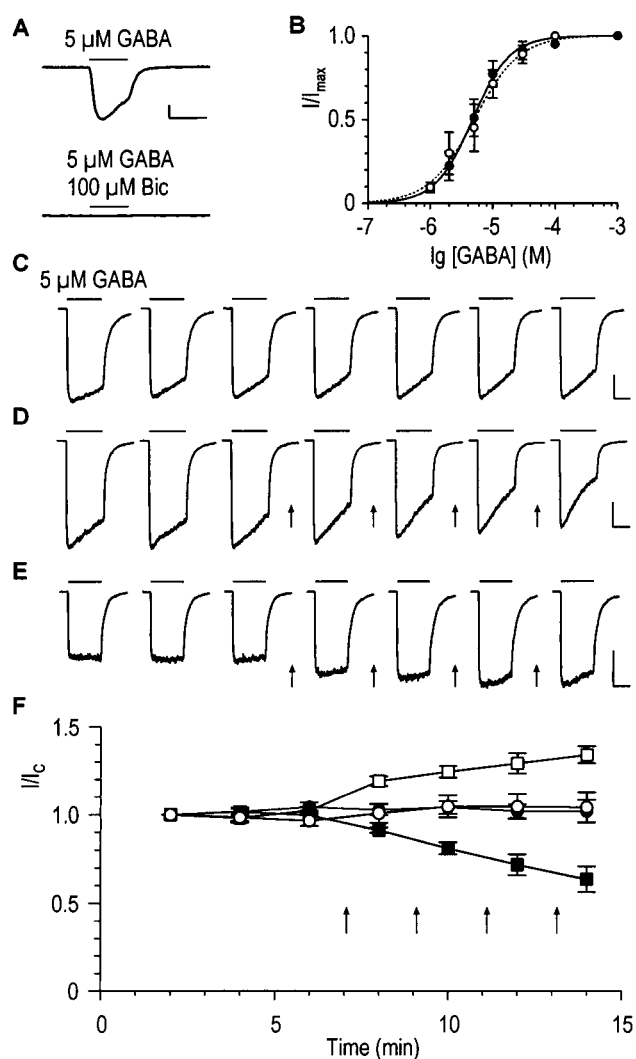 A
5 µM GABA
5 µM GABA
100 µM Bic
B
I/Imax
1
0.5
0
-7
-6
-5
-4
-3
lg [GABA] (M)
C
5 µM GABA
D
E
F
I/IC
1.5
1.0
0.5
0
0
5
10
15
Time (min)